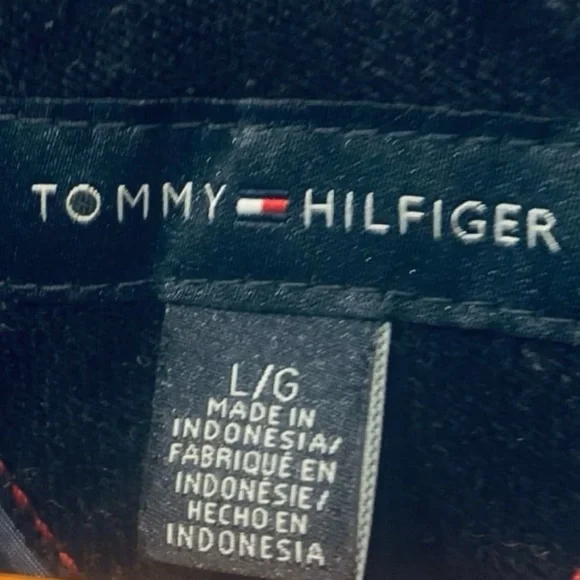 TOMMY HILFIGER
L/G
MADE IN
INDONESIA/
FABRIQUÉ EN
INDONÉSIE/
HECHO EN
INDONESIA